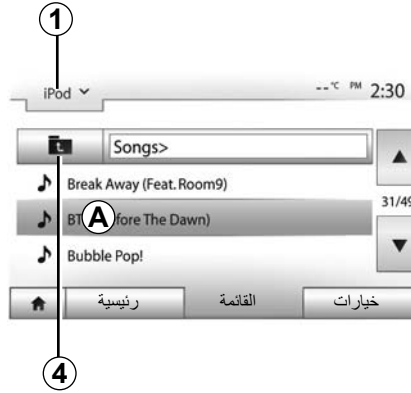 1
iPod --°C PM 2:30
Songs>
Break Away (Feat. Room9)
31/49
A
BT fore The Dawn)
Bubble Pop!
رئيسية القائمة خيارات
4